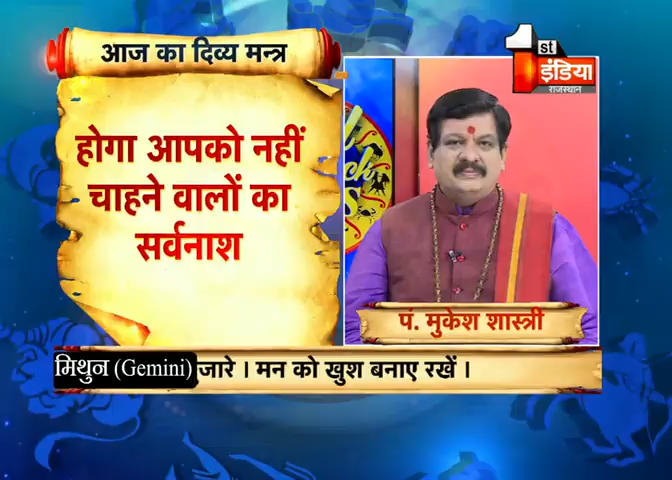 आज का दिव्य मन्त्र
1st
इंडिया
राजस्थान
होगा आपको नहीं
चाहने वालों का
सर्वनाश
पं. मुकेश शास्त्री
मिथुन (Gemini) जारे । मन को खुश बनाए रखें ।